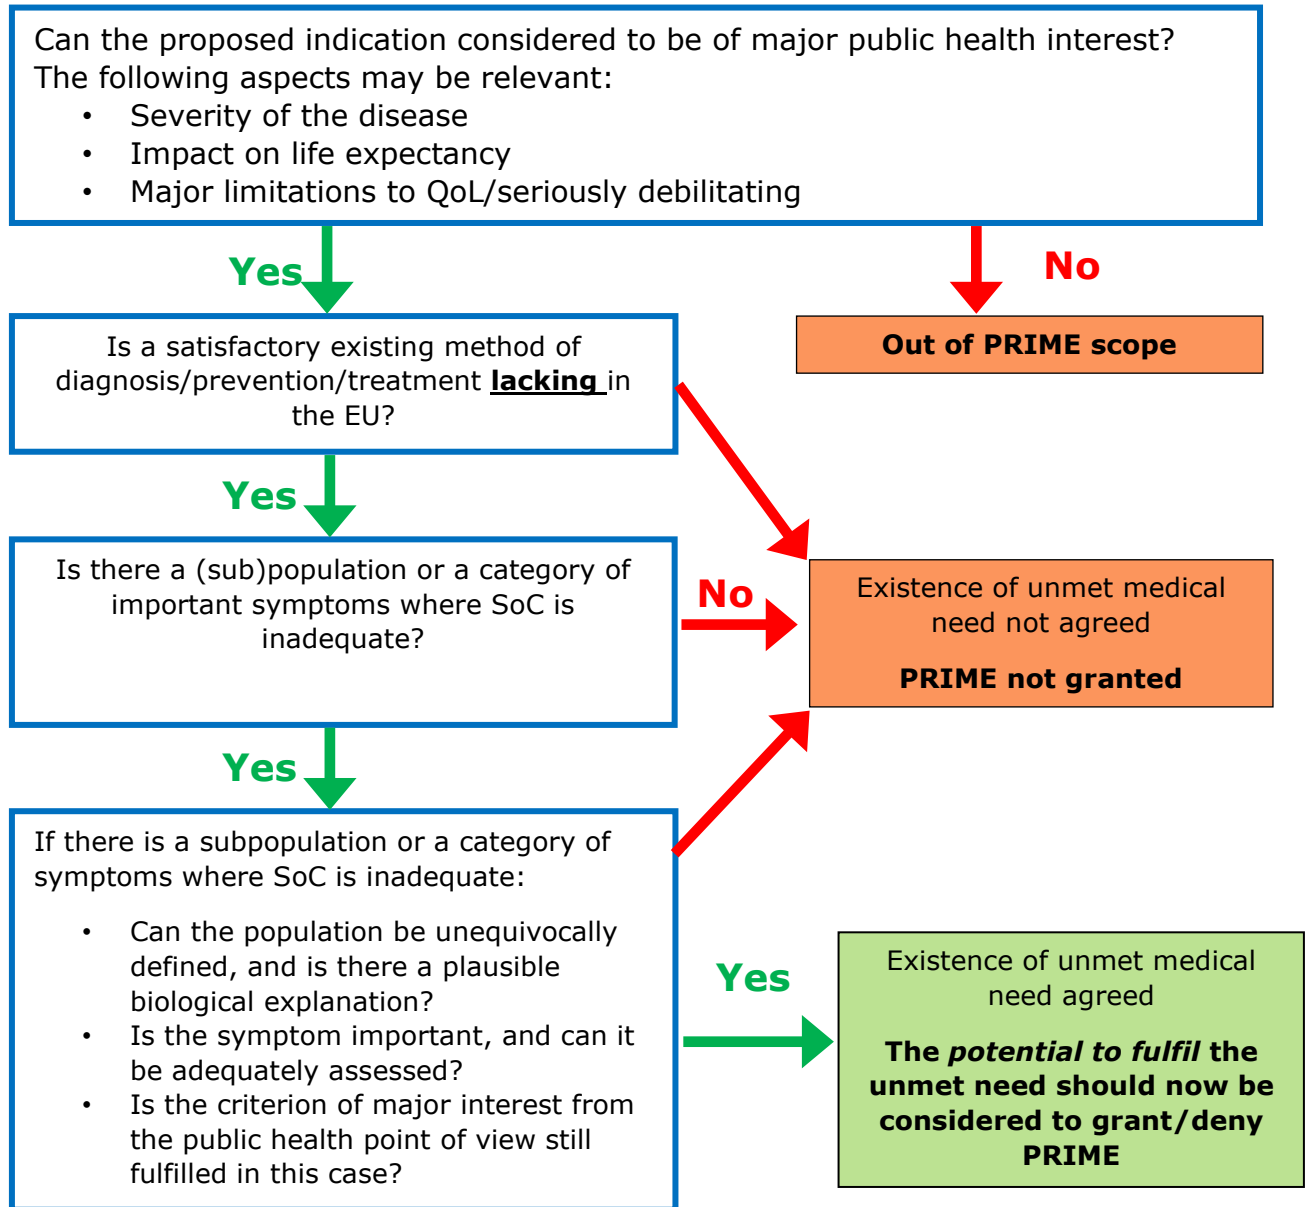 Can the proposed indication considered to be of major public health interest?
The following aspects may be relevant:
• Severity of the disease
• Impact on life expectancy
• Major limitations to QoL/seriously debilitating
Yes
No
Is a satisfactory existing method of
diagnosis/prevention/treatment lacking in
the EU?
Out of PRIME scope
Yes
Is there a (sub)population or a category of
important symptoms where SoC is
inadequate?
No
Existence of unmet medical
need not agreed
PRIME not granted
Yes
If there is a subpopulation or a category of
symptoms where SoC is inadequate:
• Can the population be unequivocally
defined, and is there a plausible
biological explanation?
• Is the symptom important, and can it
be adequately assessed?
• Is the criterion of major interest from
the public health point of view still
fulfilled in this case?
Yes
Existence of unmet medical
need agreed
The potential to fulfil the
unmet need should now be
considered to grant/deny
PRIME